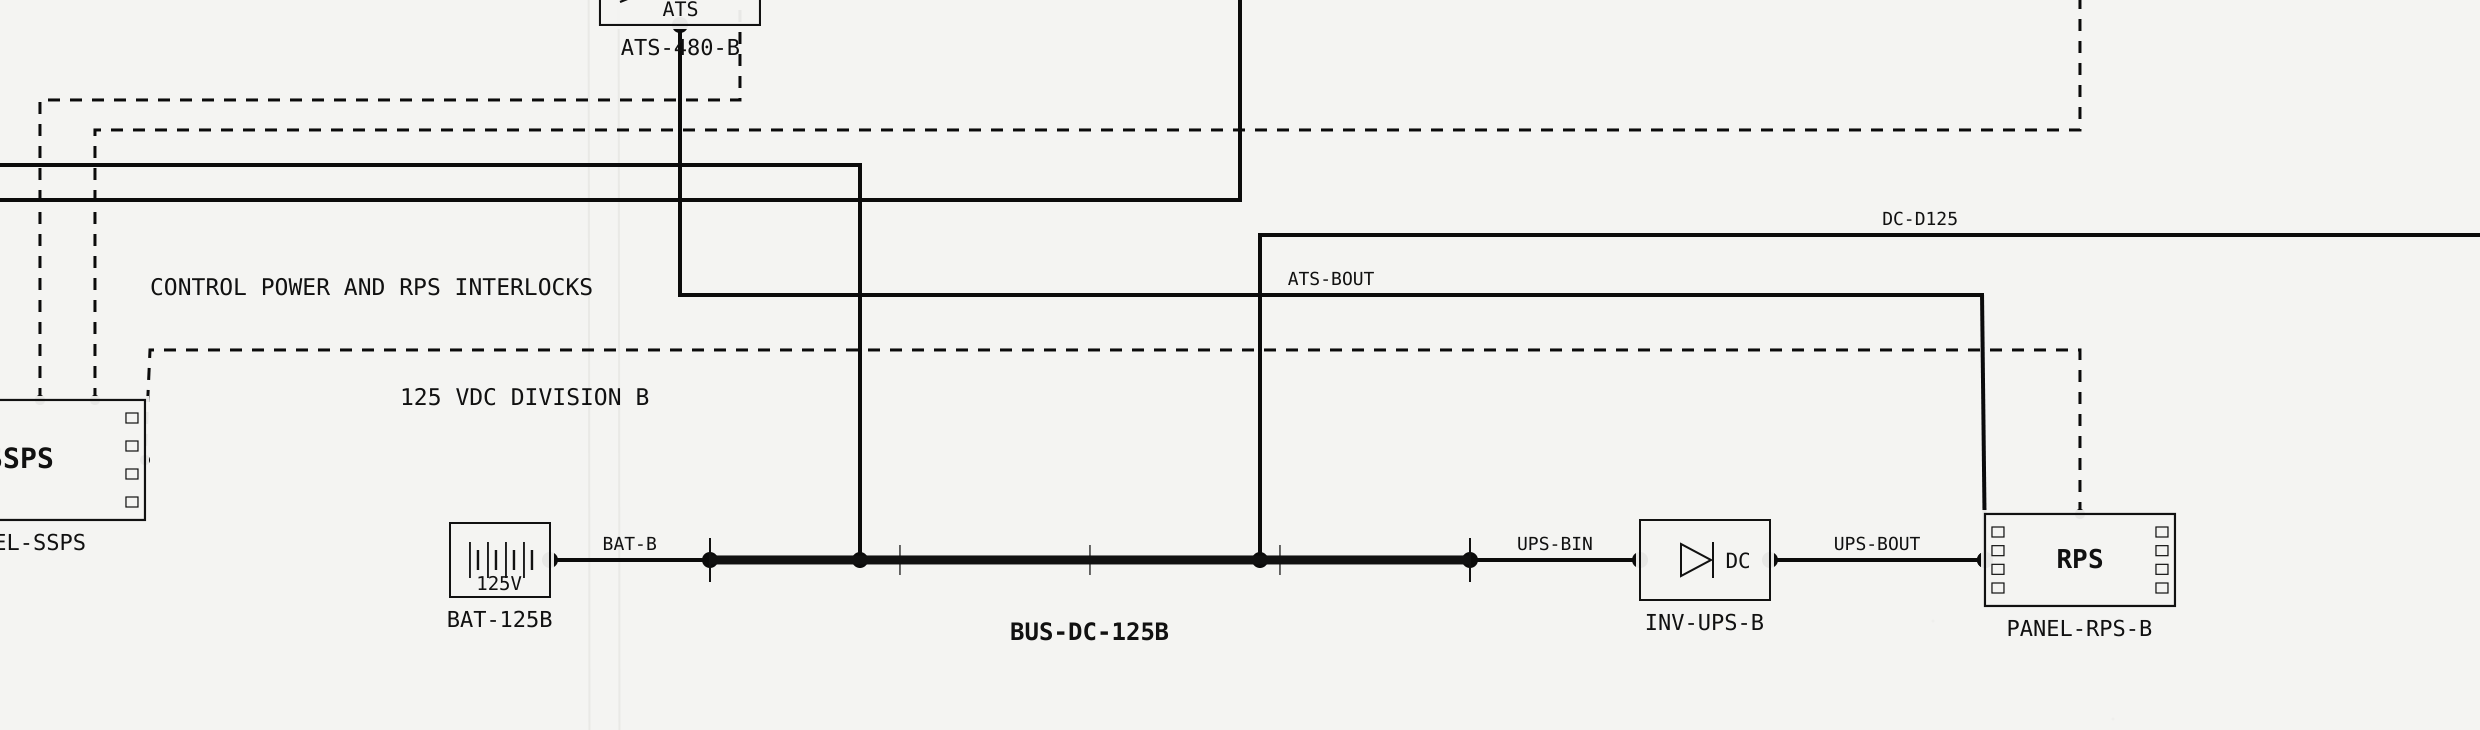 ATS
ATS-480-B
DC-D125
ATS-BOUT
CONTROL POWER AND RPS INTERLOCKS
125 VDC DIVISION B
SSPS
EL-SSPS
BAT-B
125V
BAT-125B
BUS-DC-125B
UPS-BIN
DC
INV-UPS-B
UPS-BOUT
RPS
PANEL-RPS-B